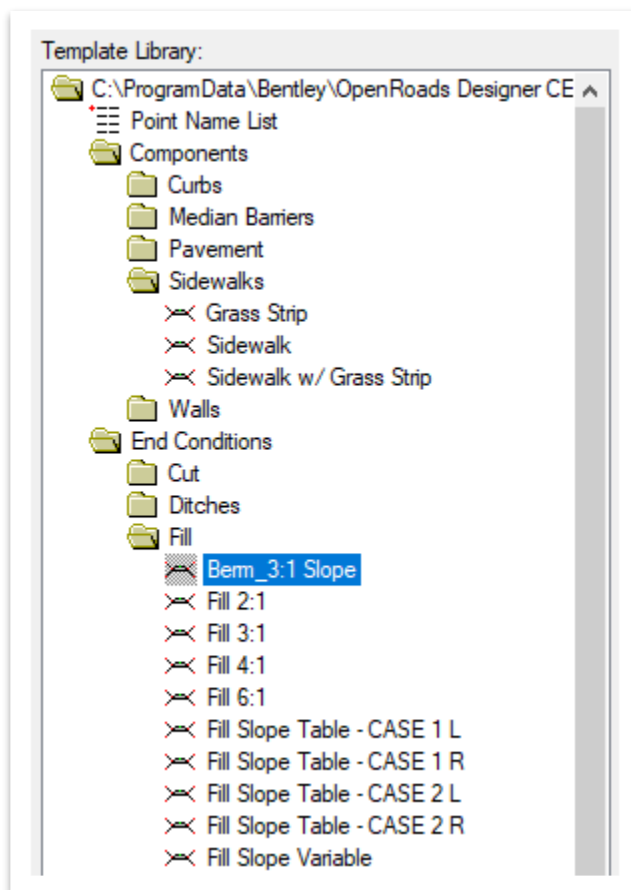 Template Library:
C:\ProgramData\Bentley\OpenRoads Designer CE
Point Name List
Components
Curbs
Median Barriers
Pavement
Sidewalks
Grass Strip
Sidewalk
Sidewalk w/ Grass Strip
Walls
End Conditions
Cut
Ditches
Fill
Berm_3:1 Slope
Fill 2:1
Fill 3:1
Fill 4:1
Fill 6:1
Fill Slope Table - CASE 1 L
Fill Slope Table - CASE 1 R
Fill Slope Table - CASE 2 L
Fill Slope Table - CASE 2 R
Fill Slope Variable